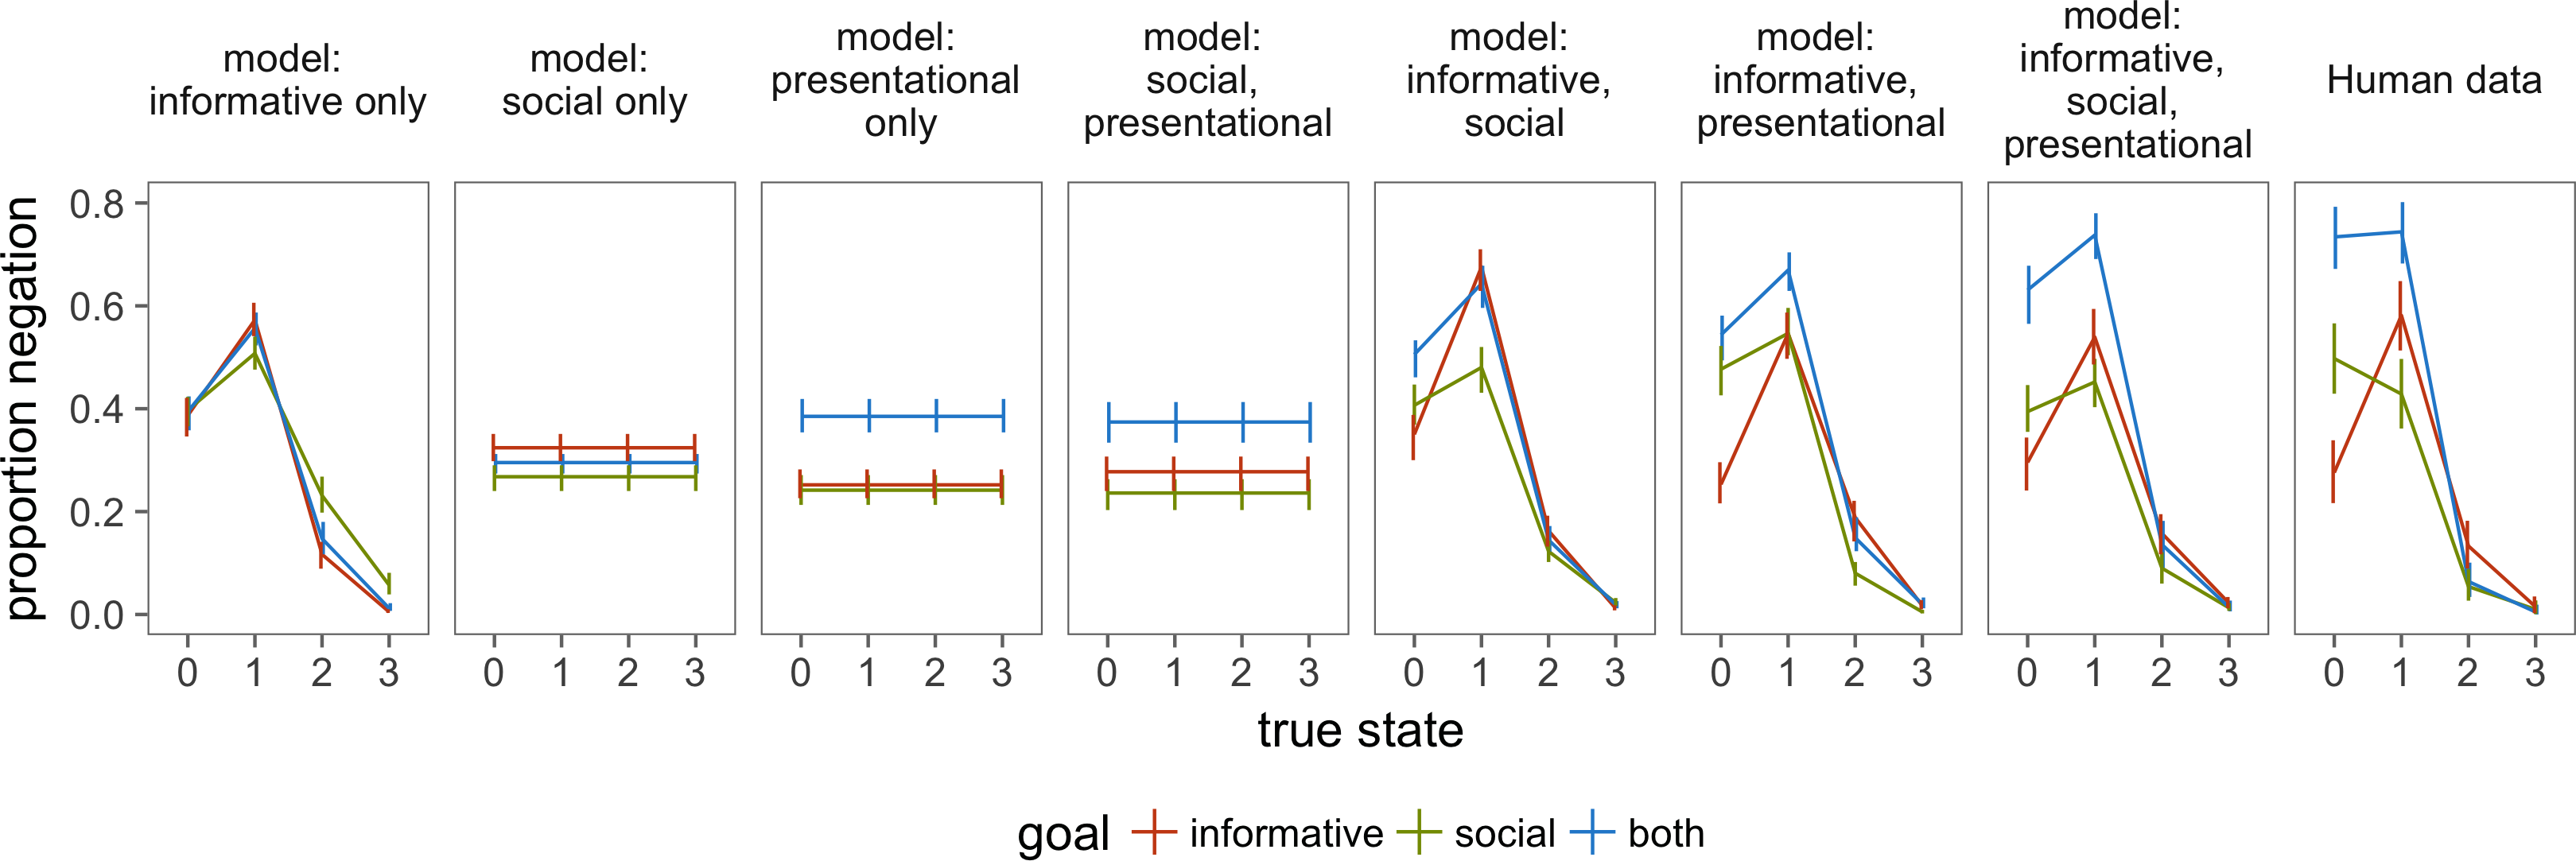 model:
informative only
model:
social only
model:
presentational
only
model:
social,
presentational
model:
informative,
social
model:
informative,
presentational
model:
informative,
social,
presentational
Human data
proportion negation
0.8
0.6
0.4
0.2
0.0
0 1 2 3
0 1 2 3
0 1 2 3
0 1 2 3
0 1 2 3
0 1 2 3
0 1 2 3
0 1 2 3
true state
goal informative social both